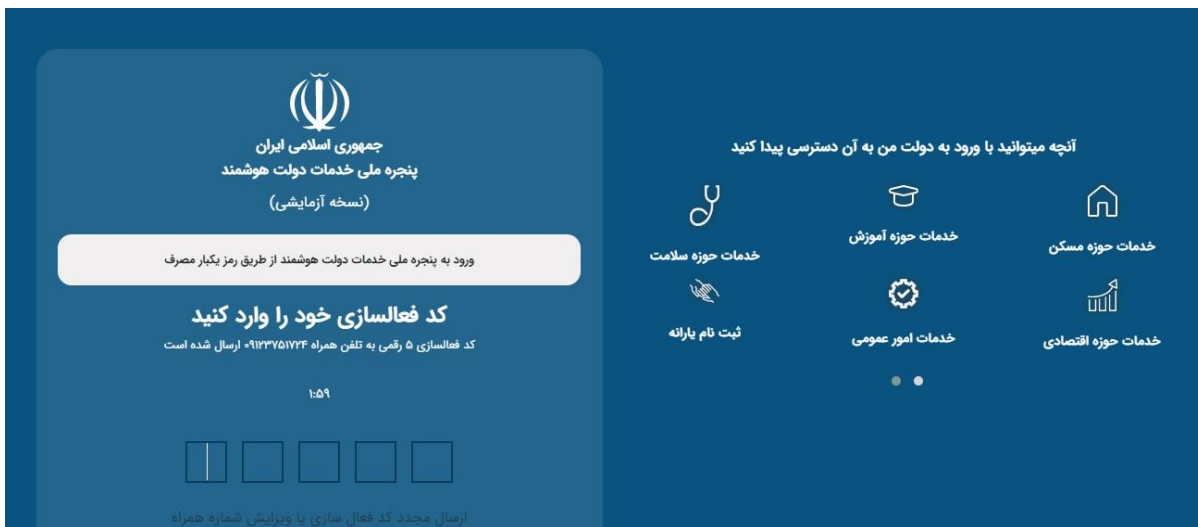 آنچه میتوانید با ورود به دولت من به آن دسترسی پیدا کنید
خدمات حوزه مسکن
خدمات حوزه آموزش
خدمات حوزه سلامت
خدمات حوزه اقتصادی
خدمات امور عمومی
ثبت نام یارانه
جمهوری اسلامی ایران
پنجره ملی خدمات دولت هوشمند
(نسخه آزمایشی)
ورود به پنجره ملی خدمات دولت هوشمند از طریق رمز یکبار مصرف
کد فعالسازی خود را وارد کنید
کد فعالسازی ۵ رقمی به تلفن همراه ۰۹۱۲۳۷۵۱۷۲۴ ارسال شده است
۱:۵۹
ارسال مجدد کد فعال سازی یا ویرایش شماره همراه